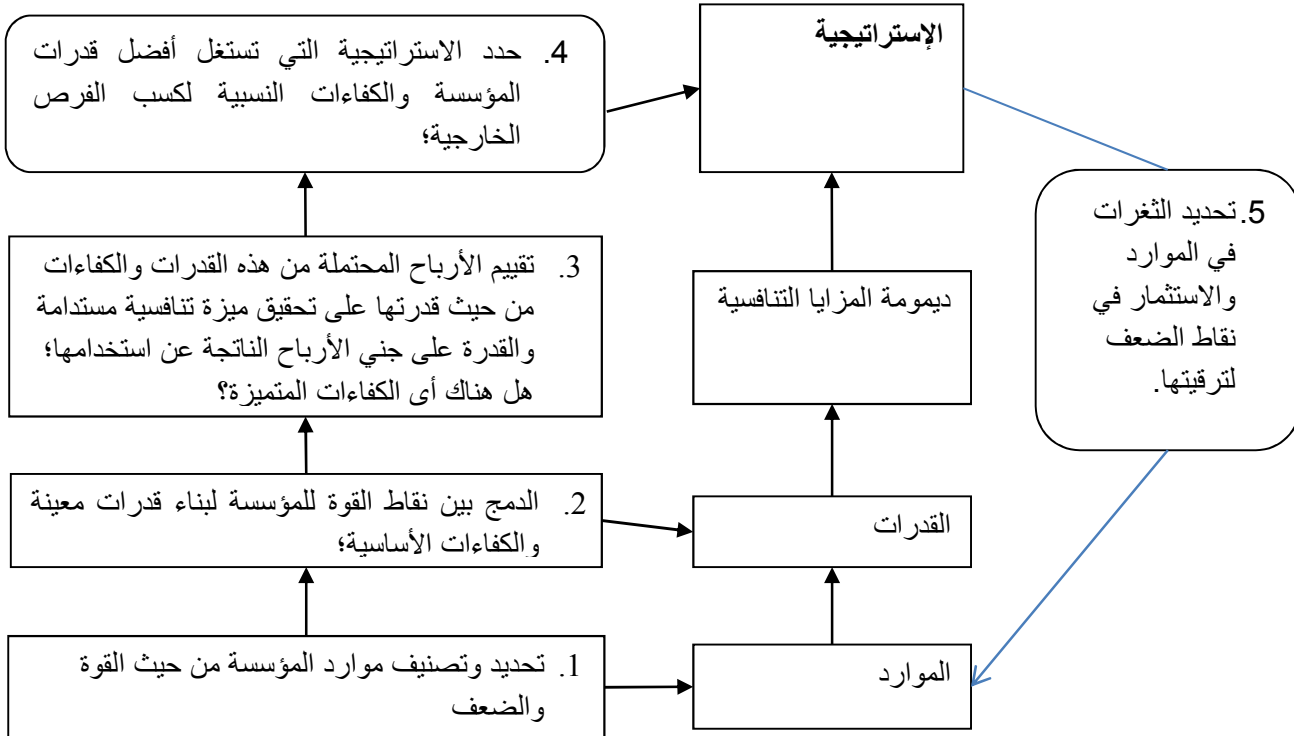 الإستراتيجية
4. حدد الاستراتيجية التي تستغل أفضل قدرات
المؤسسة والكفاءات النسبية لكسب الفرص
الخارجية؛
5. تحديد الثغرات
في الموارد
والاستثمار في
نقاط الضعف
لترقيتها.
3. تقييم الأرباح المحتملة من هذه القدرات والكفاءات
من حيث قدرتها على تحقيق ميزة تنافسية مستدامة
والقدرة على جني الأرباح الناتجة عن استخدامها؛
هل هناك أى الكفاءات المتميزة؟
ديمومة المزايا التنافسية
2. الدمج بين نقاط القوة للمؤسسة لبناء قدرات معينة
والكفاءات الأساسية؛
القدرات
1. تحديد وتصنيف موارد المؤسسة من حيث القوة
والضعف
الموارد